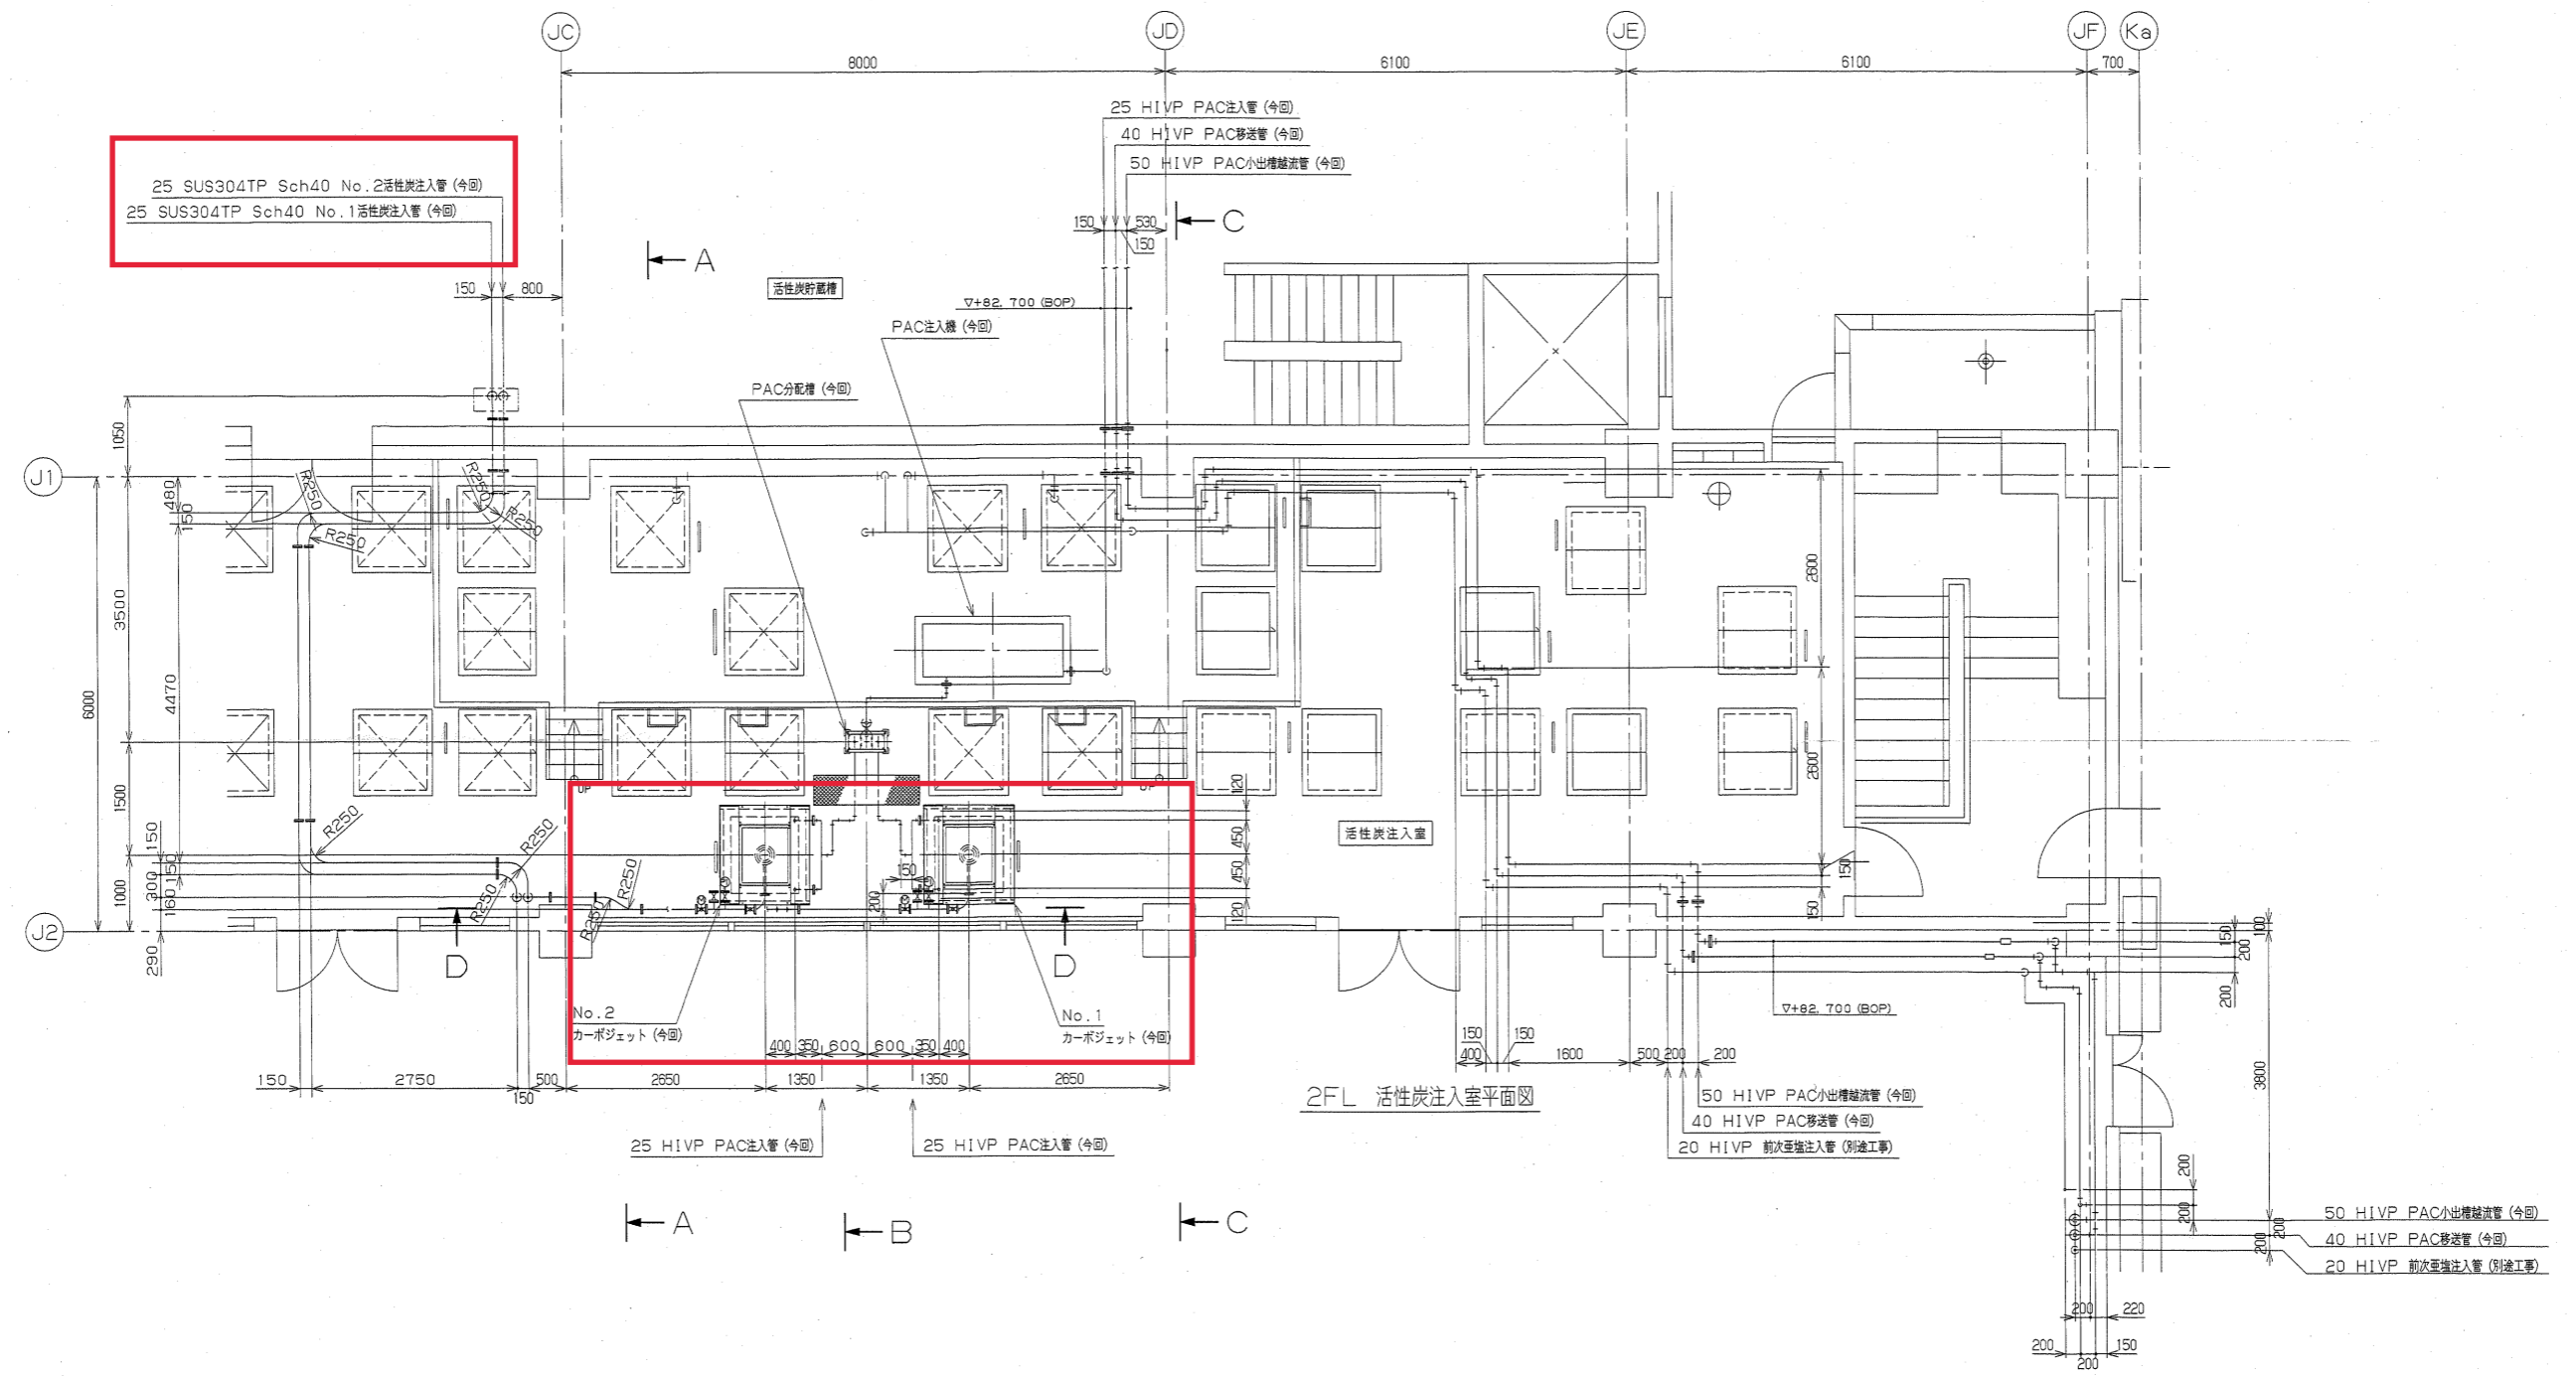 JC
JD
JE
JF
Ka
8000
6100
6100
700
25 HIVP PAC注入管 (今回)
40 HIVP PAC移送管 (今回)
50 HIVP PAC小出槽越流管 (今回)
25 SUS304TP Sch40 No.2活性炭注入管 (今回)
25 SUS304TP Sch40 No.1活性炭注入管 (今回)
150
530
150
C
A
150
800
活性炭貯蔵槽
▽+82,700 (BOP)
PAC注入機 (今回)
PAC分配槽 (今回)
1050
J1
480
150
R250
R250
R250
R250
3500
2600
4470
6000
2600
1500
UP
UP
120
R250
R250
150
450
活性炭注入室
150
300
150
160
1000
R250
R250
R250
150
200
450
120
150
150
J2
290
D
D
100
150
200
200
No.2
カーボジェット (今回)
No.1
カーボジェット (今回)
▽+82,700 (BOP)
400
350
600
600
350
400
150
150
400
1600
500
200
200
150
2750
500
2650
1350
1350
2650
150
3800
2FL 活性炭注入室平面図
50 HIVP PAC小出槽越流管 (今回)
40 HIVP PAC移送管 (今回)
20 HIVP 前次亜塩注入管 (別途工事)
25 HIVP PAC注入管 (今回)
25 HIVP PAC注入管 (今回)
200
200
A
B
C
50 HIVP PAC小出槽越流管 (今回)
40 HIVP PAC移送管 (今回)
20 HIVP 前次亜塩注入管 (別途工事)
200
200
200
220
200
150
200